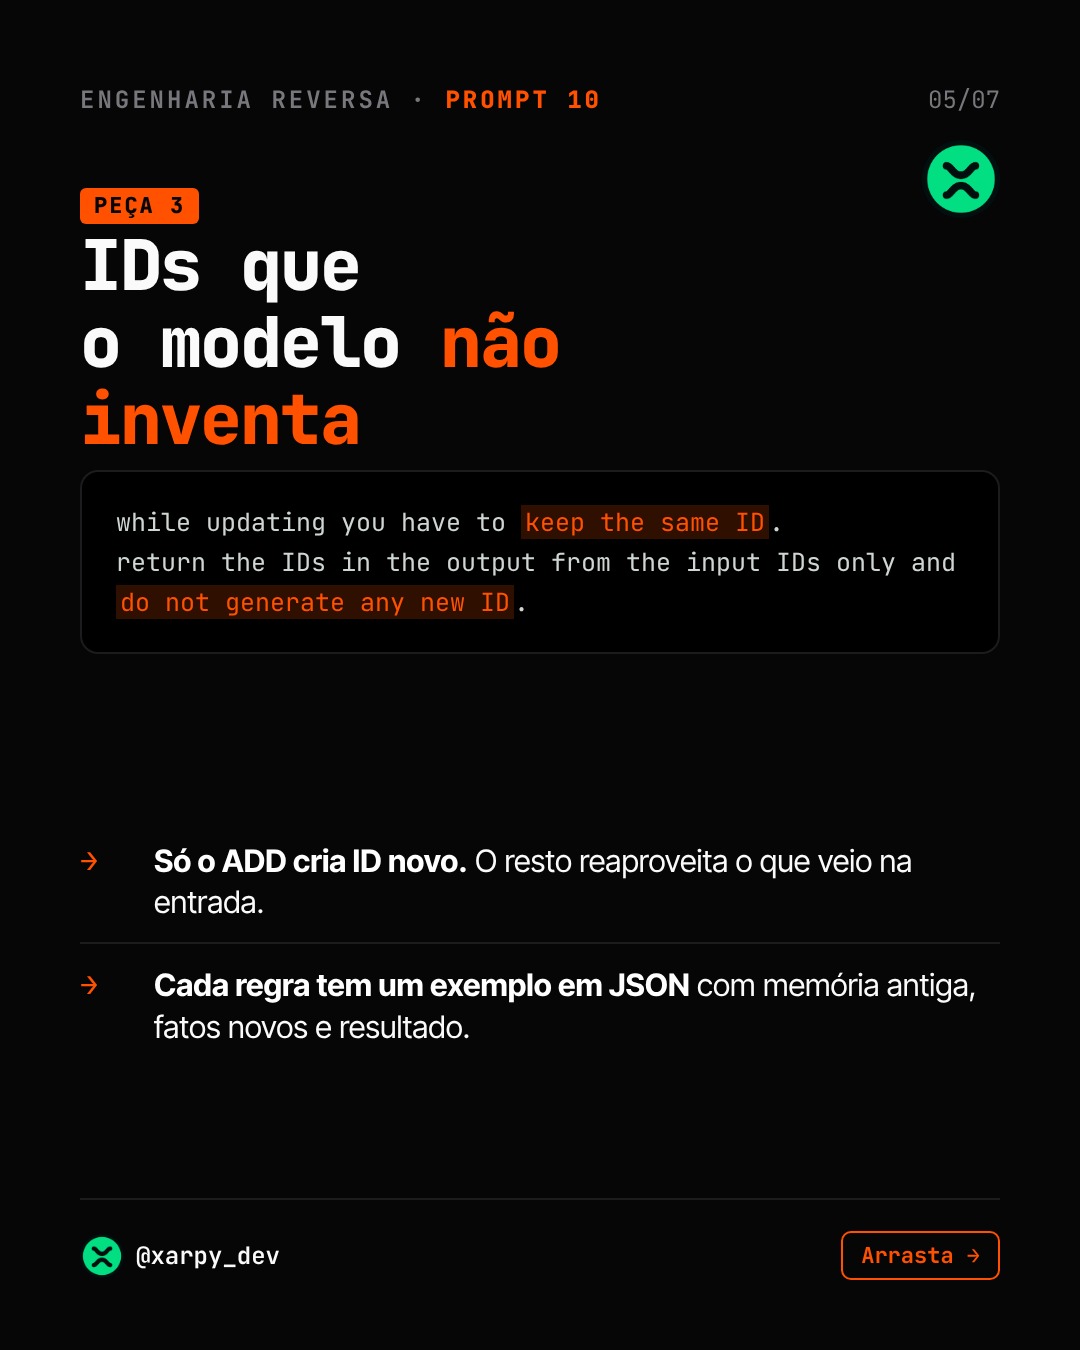 ENGENHARIA REVERSA · PROMPT 10
05/07
PEÇA 3
IDs que
o modelo não
inventa
while updating you have to keep the same ID.
return the IDs in the output from the input IDs only and
do not generate any new ID.
→ Só o ADD cria ID novo. O resto reaproveita o que veio na
entrada.
→ Cada regra tem um exemplo em JSON com memória antiga,
fatos novos e resultado.
@xarpy_dev
Arrasta →